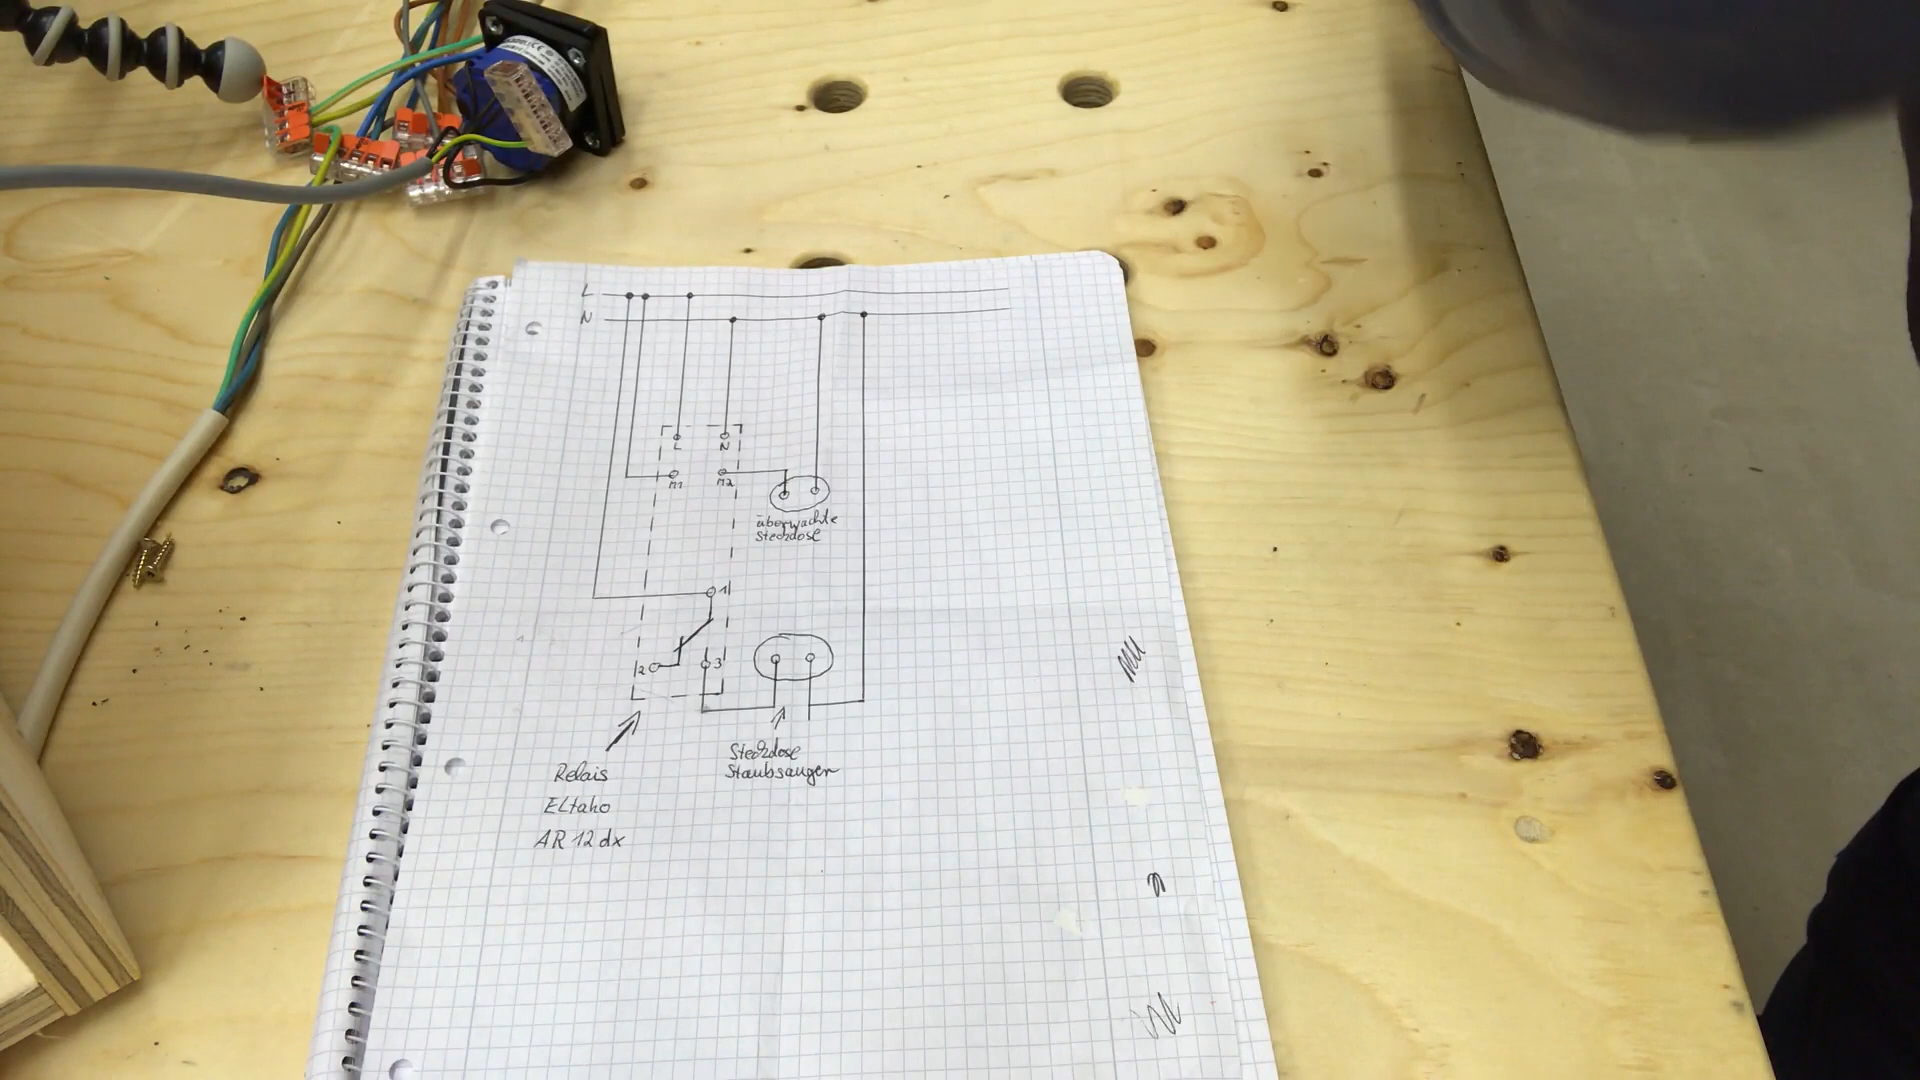 L
N
L
N
M1
M2
überwachte
Steckdose
1
2
3
Steckdose
Staubsauger
Relais
ELtako
AR 12 dx